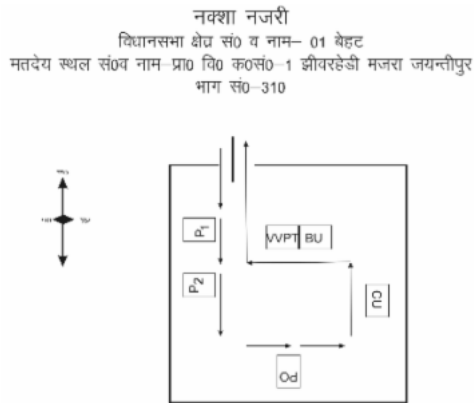 नक्शा नजरी
विधानसभा क्षेत्र सं0 व नाम– 01 बेहट
मतदेय स्थल सं0व नाम–प्रा0 वि0 क0सं0–1 झीवरहेडी मजरा जयन्तीपुर
भाग सं0–310
P1
VVPT BU
P2
CU
PO